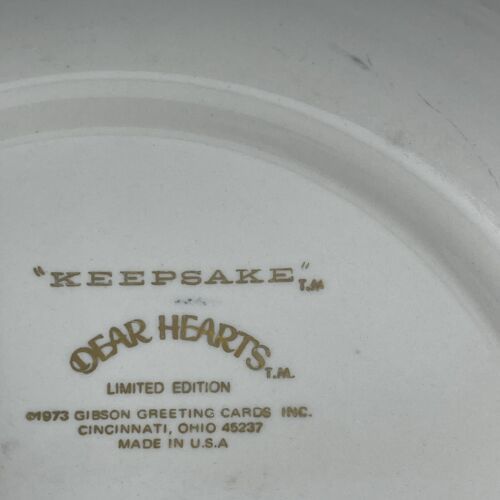 "KEEPSAKE" T.M
DEAR HEARTS T.M.
LIMITED EDITION
©1973 GIBSON GREETING CARDS INC.
CINCINNATI, OHIO 45237
MADE IN U.S.A